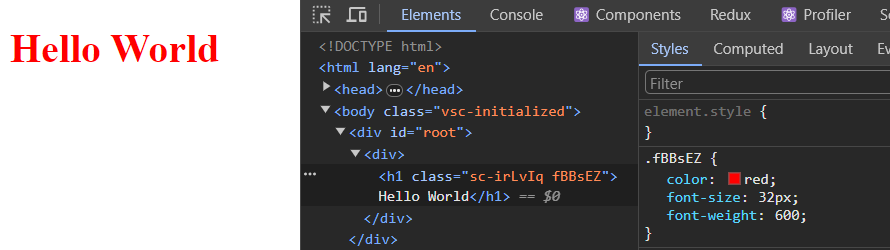 Hello World
Elements Console Components Redux Profiler
<!DOCTYPE html>
<html lang="en">
<head> ••• </head>
<body class="vsc-initialized">
<div id="root">
<div>
••• <h1 class="sc-irLvIq fBBsEZ">
Hello World</h1> == $0
</div>
</div>
Styles Computed Layout
Filter
element.style {
}
.fBBsEZ {
color: red;
font-size: 32px;
font-weight: 600;
}